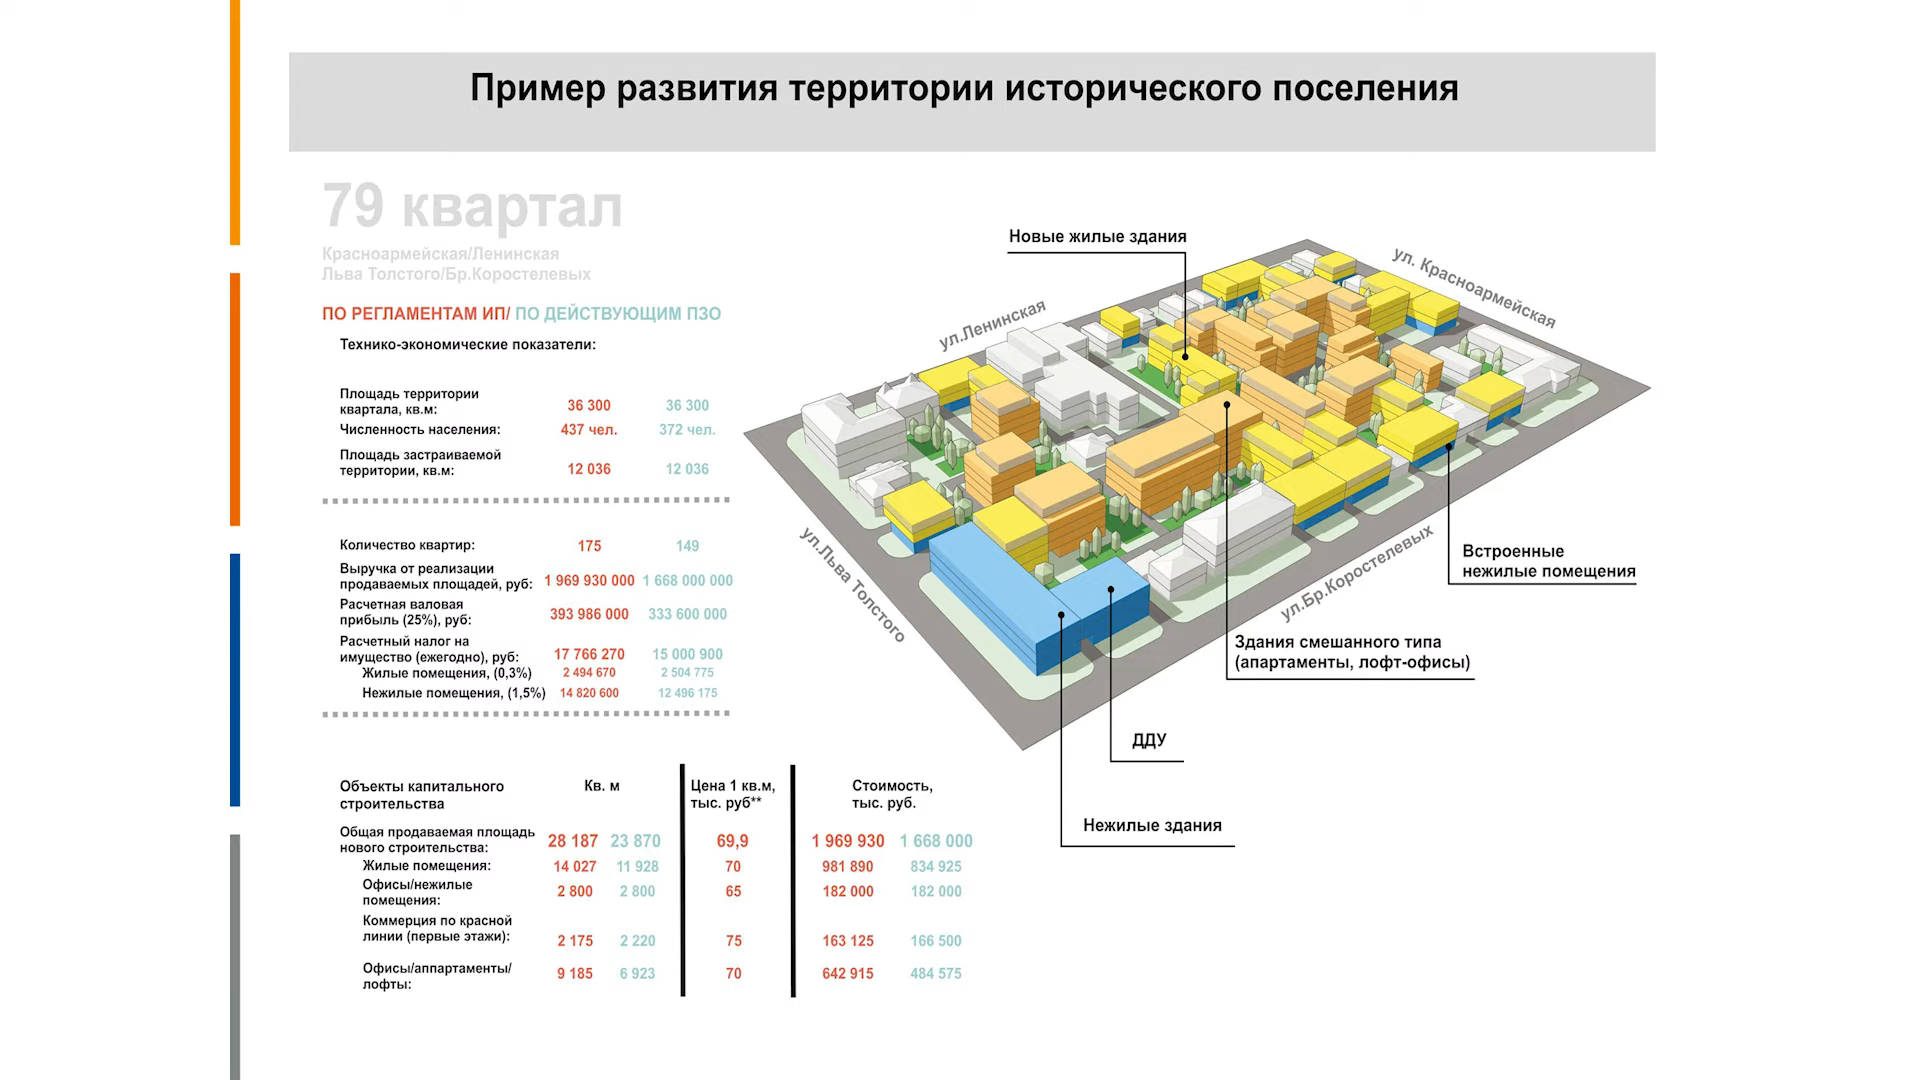 Пример развития территории исторического поселения
79 квартал
Красноармейская/Ленинская
Льва Толстого/Бр.Коростелевых
ПО РЕГЛАМЕНТАМ ИП/ ПО ДЕЙСТВУЮЩИМ ПЗО
Технико-экономические показатели:
Площадь территории
квартала, кв.м: 36 300 36 300
Численность населения: 437 чел. 372 чел.
Площадь застраиваемой
территории, кв.м: 12 036 12 036
Количество квартир: 175 149
Выручка от реализации
продаваемых площадей, руб: 1 969 930 000 1 668 000 000
Расчетная валовая
прибыль (25%), руб: 393 986 000 333 600 000
Расчетный налог на
имущество (ежегодно), руб: 17 766 270 15 000 900
Жилые помещения, (0,3%) 2 494 670 2 504 775
Нежилые помещения, (1,5%) 14 820 600 12 496 175
Объекты капитального
строительства
Кв. м
Цена 1 кв.м,
тыс. руб**
Стоимость,
тыс. руб.
Общая продаваемая площадь
нового строительства: 28 187 23 870 69,9 1 969 930 1 668 000
Жилые помещения: 14 027 11 928 70 981 890 834 925
Офисы/нежилые
помещения: 2 800 2 800 65 182 000 182 000
Коммерция по красной
линии (первые этажи): 2 175 2 220 75 163 125 166 500
Офисы/аппартаменты/
лофты: 9 185 6 923 70 642 915 484 575
Новые жилые здания
ул. Красноармейская
ул.Ленинская
ул.Льва Толстого
ул.Бр.Коростелевых
Встроенные
нежилые помещения
Здания смешанного типа
(апартаменты, лофт-офисы)
ДДУ
Нежилые здания